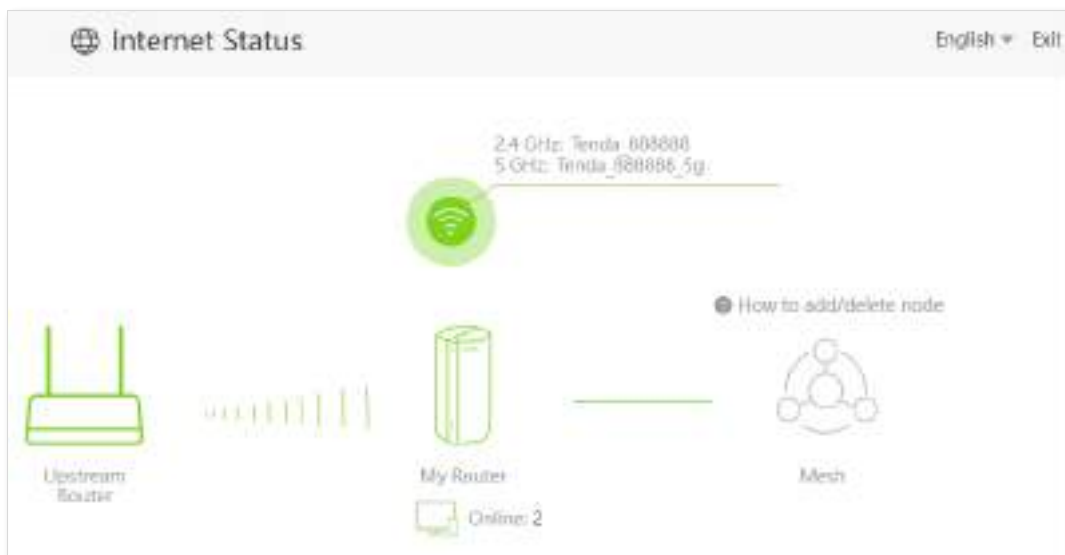 Internet Status
English
Exit
2.4 GHz: Tenda_888888
5 GHz: Tenda_888888_5g
How to add/delete node
Upstream
Router
My Router
Mesh
Online: 2